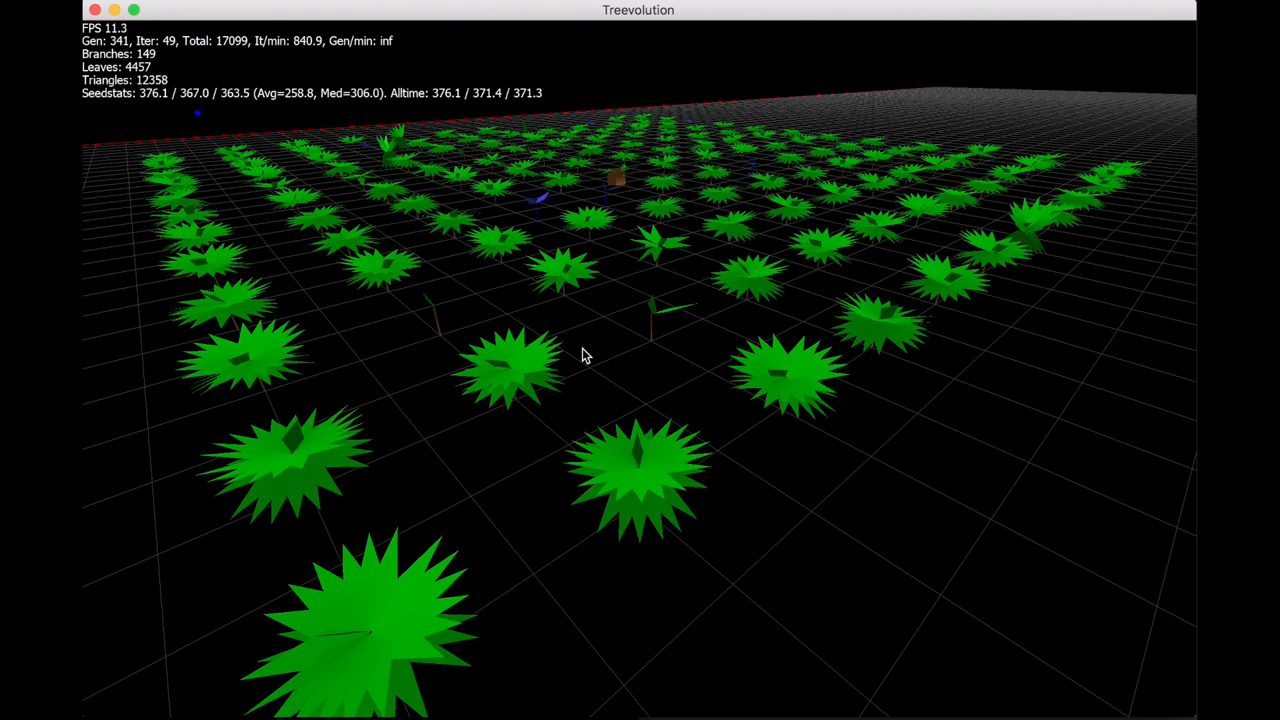 Treevolution
FPS 11.3
Gen: 341, Iter: 49, Total: 17099, It/min: 840.9, Gen/min: inf
Branches: 149
Leaves: 4457
Triangles: 12358
Seedstats: 376.1 / 367.0 / 363.5 (Avg=258.8, Med=306.0). Alltime: 376.1 / 371.4 / 371.3